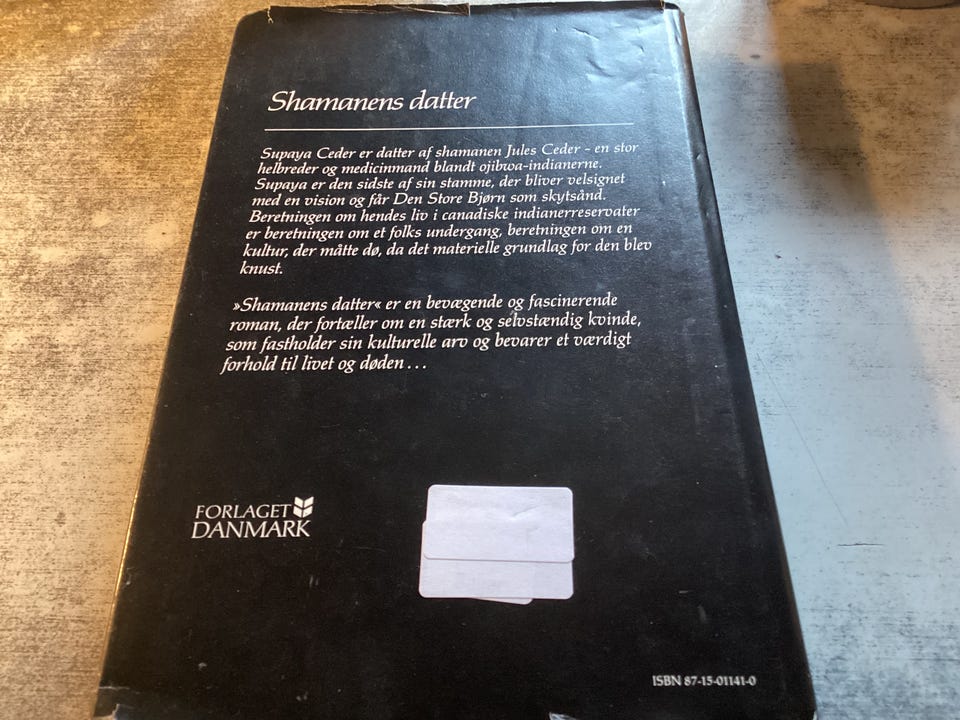 Shamanens datter
Supaya Ceder er datter af shamanen Jules Ceder – en stor
helbreder og medicinmand blandt ojibwa-indianerne.
Supaya er den sidste af sin stamme, der bliver velsignet
med en vision og får Den Store Bjørn som skytsånd.
Beretningen om hendes liv i canadiske indianerreservater
er beretningen om et folks undergang, beretningen om en
kultur, der måtte dø, da det materielle grundlag for den blev
knust.
»Shamanens datter« er en bevægende og fascinerende
roman, der fortæller om en stærk og selvstændig kvinde,
som fastholder sin kulturelle arv og bevarer et værdigt
forhold til livet og døden...
FORLAGET
DANMARK
ISBN 87-15-01141-0